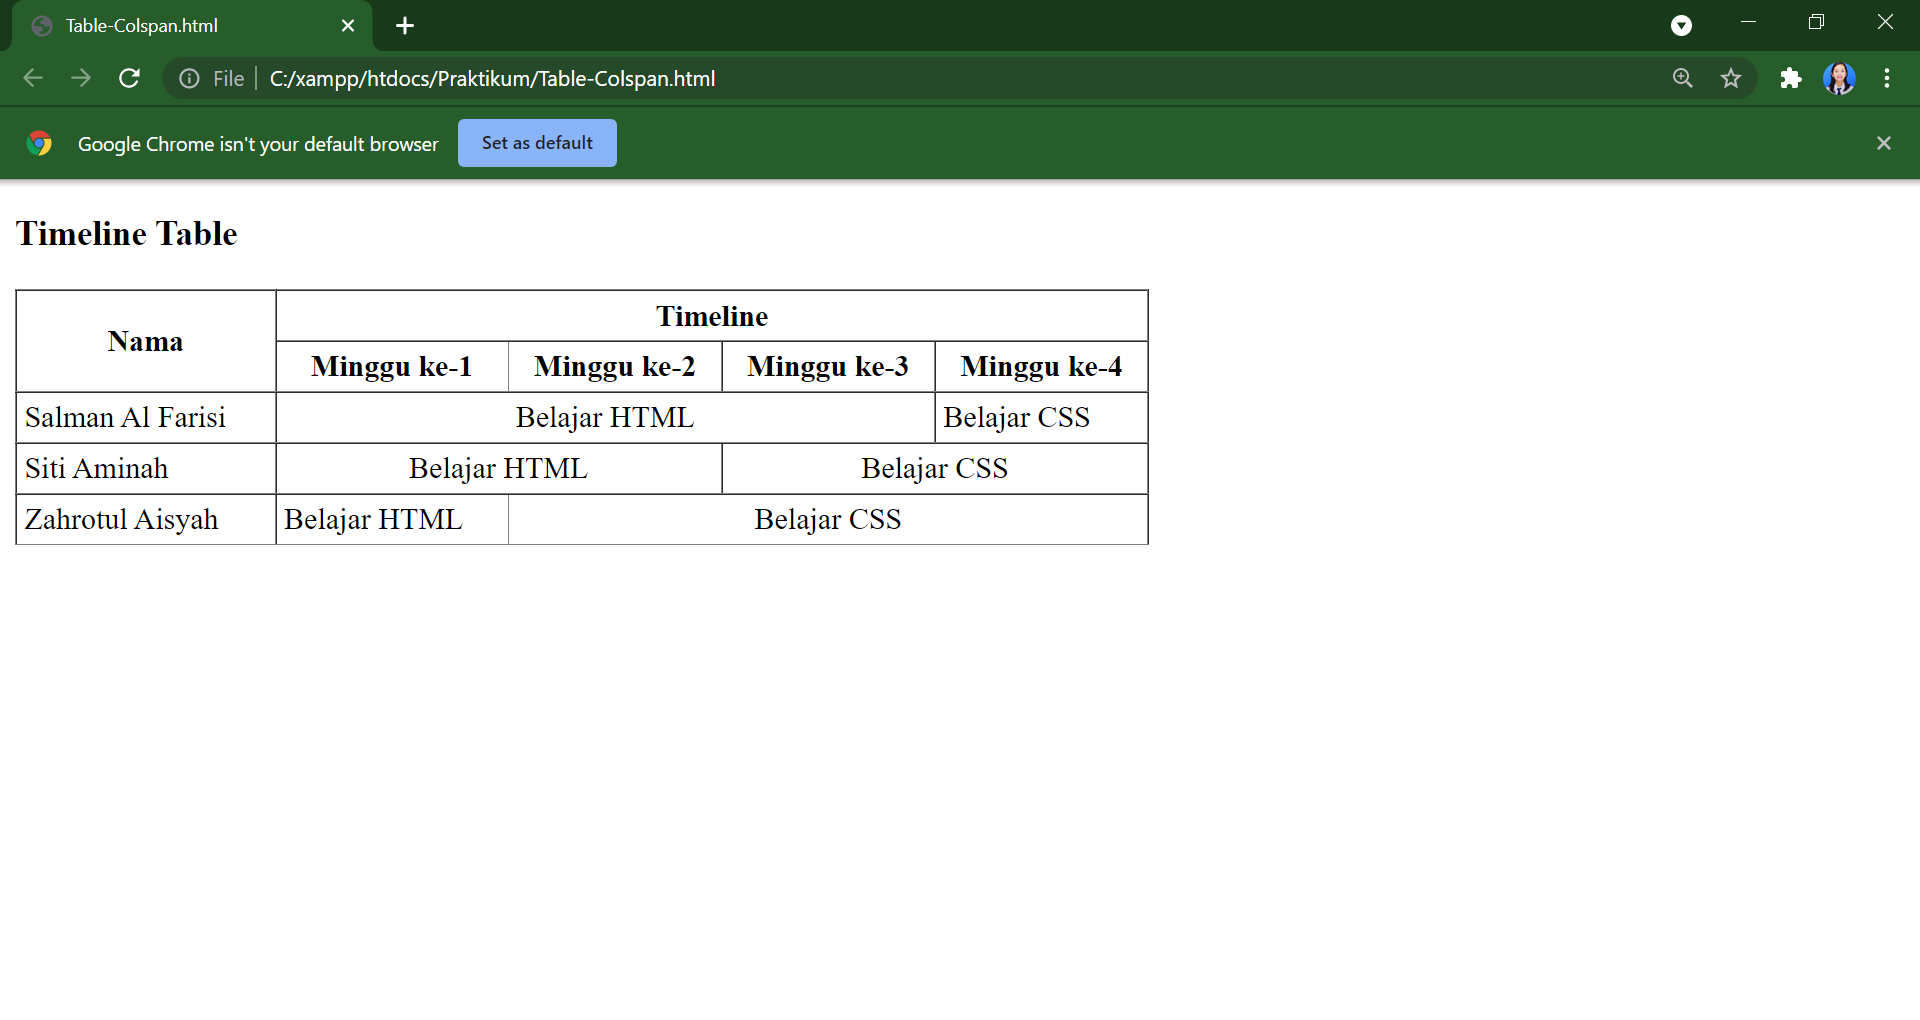 Table-Colspan.html
File C:/xampp/htdocs/Praktikum/Table-Colspan.html
Google Chrome isn't your default browser Set as default
Timeline Table
Nama Timeline
Minggu ke-1 Minggu ke-2 Minggu ke-3 Minggu ke-4
Salman Al Farisi Belajar HTML Belajar CSS
Siti Aminah Belajar HTML Belajar CSS
Zahrotul Aisyah Belajar HTML Belajar CSS